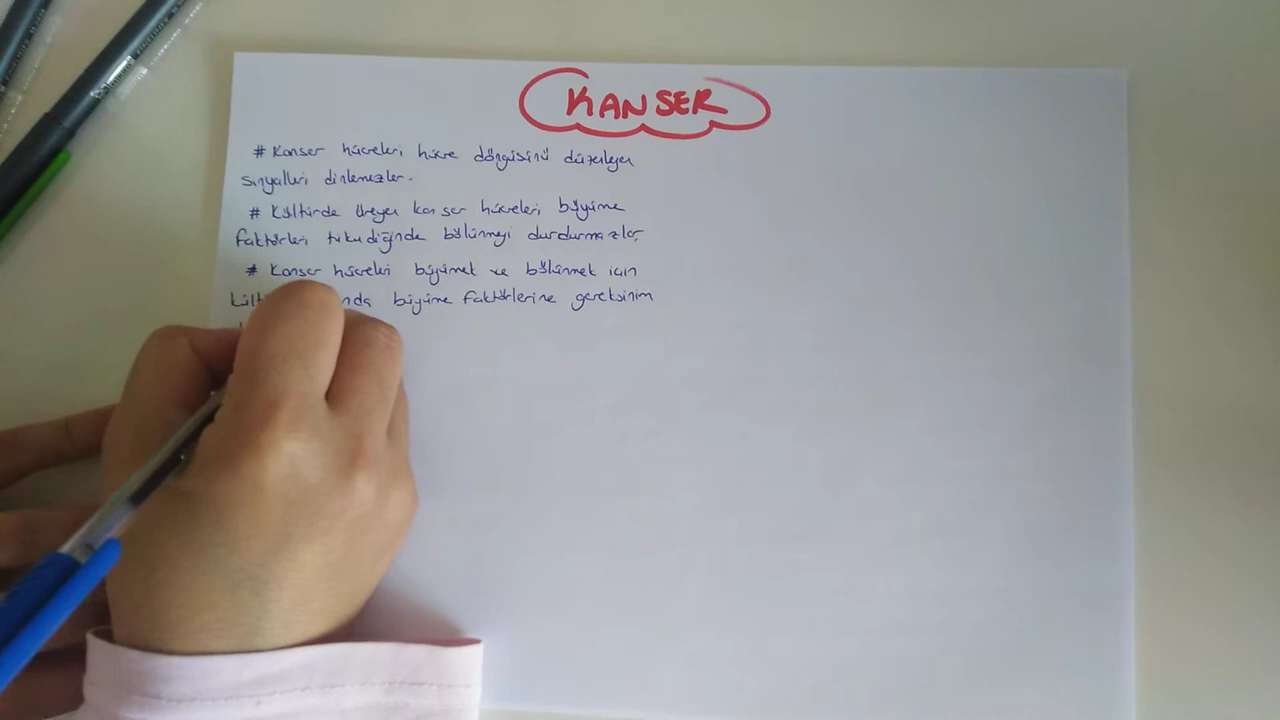 KANSER
# Kanser hücreleri hücre döngüsünü düzenleyen
sinyalleri dinlemezler.
# Kültürde üreyen kanser hücreleri, büyüme
faktörleri tükendiğinde bölünmeyi durdurmazlar.
# Kanser hücreleri büyümek ve bölünmek için
büyüme faktörlerine gereksinim